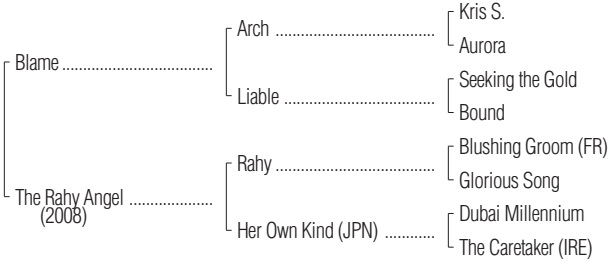 Kris S.
Arch ......................................
Aurora
Blame ....................................
Seeking the Gold
Liable ....................................
Bound
Blushing Groom (FR)
Rahy ......................................
Glorious Song
The Rahy Angel ....................
(2008)
Dubai Millennium
Her Own Kind (JPN) ............
The Caretaker (IRE)